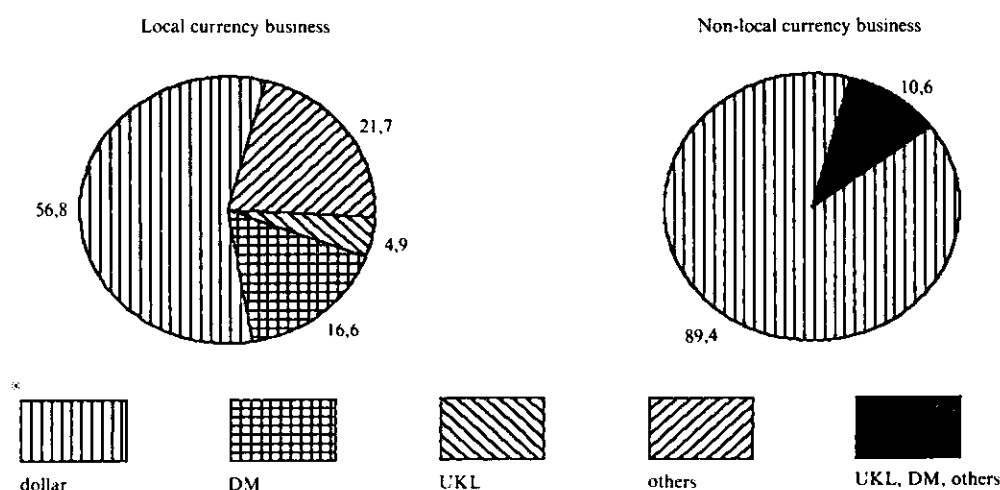 Local currency business
Non-local currency business
21,7
56,8
4,9
16,6
10,6
89,4
dollar
DM
UKL
others
UKL, DM, others